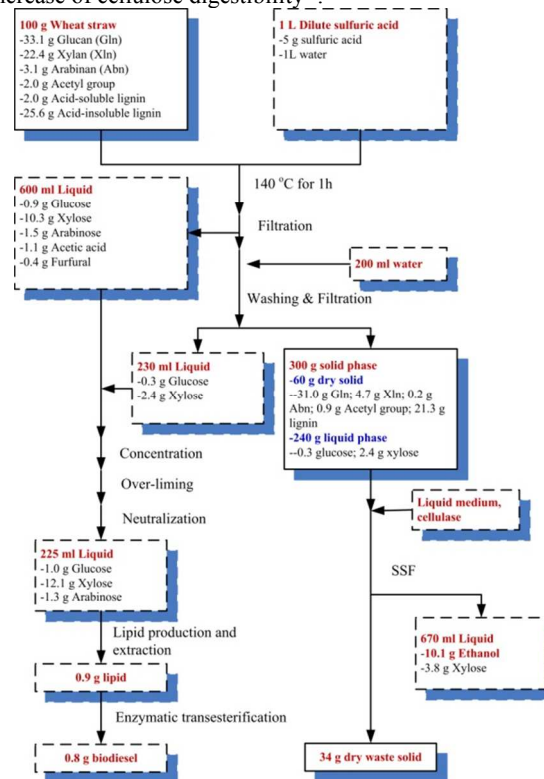 increase of cellulose digestibility
100 g Wheat straw
-33.1 g Glucan (Gln)
-22.4 g Xylan (Xln)
-3.1 g Arabinan (Abn)
-2.0 g Acetyl group
-2.0 g Acid-soluble lignin
-25.6 g Acid-insoluble lignin
1 L Dilute sulfuric acid
-5 g sulfuric acid
-1L water
140 °C for 1h
600 ml Liquid
-0.9 g Glucose
-10.3 g Xylose
-1.5 g Arabinose
-1.1 g Acetic acid
-0.4 g Furfural
Filtration
200 ml water
Washing & Filtration
230 ml Liquid
-0.3 g Glucose
-2.4 g Xylose
300 g solid phase
-60 g dry solid
--31.0 g Gln; 4.7 g Xln; 0.2 g
Abn; 0.9 g Acetyl group; 21.3 g
lignin
-240 g liquid phase
--0.3 glucose; 2.4 g xylose
Concentration
Over-liming
Neutralization
Liquid medium,
cellulase
225 ml Liquid
-1.0 g Glucose
-12.1 g Xylose
-1.3 g Arabinose
SSF
Lipid production and
extraction
670 ml Liquid
-10.1 g Ethanol
-3.8 g Xylose
0.9 g lipid
Enzymatic transesterification
0.8 g biodiesel
34 g dry waste solid